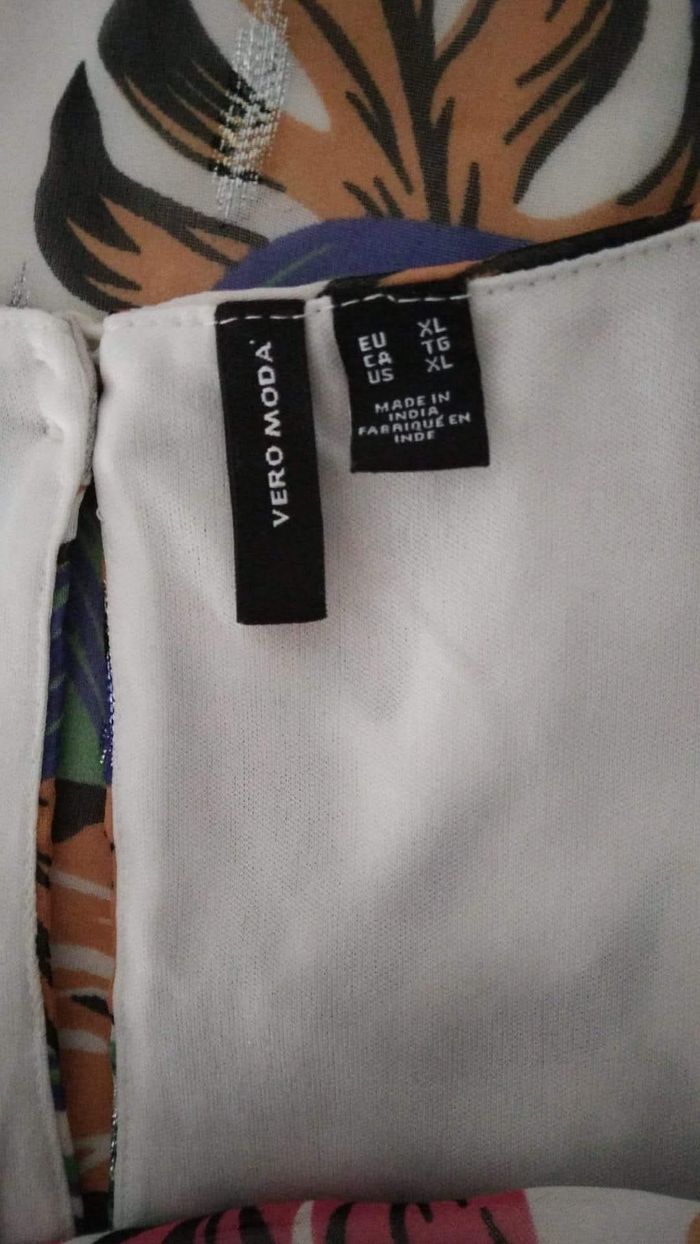 VERO MODA
EU XL
CA TG
US XL
MADE IN
INDIA
FABRIQUÉ EN
INDE